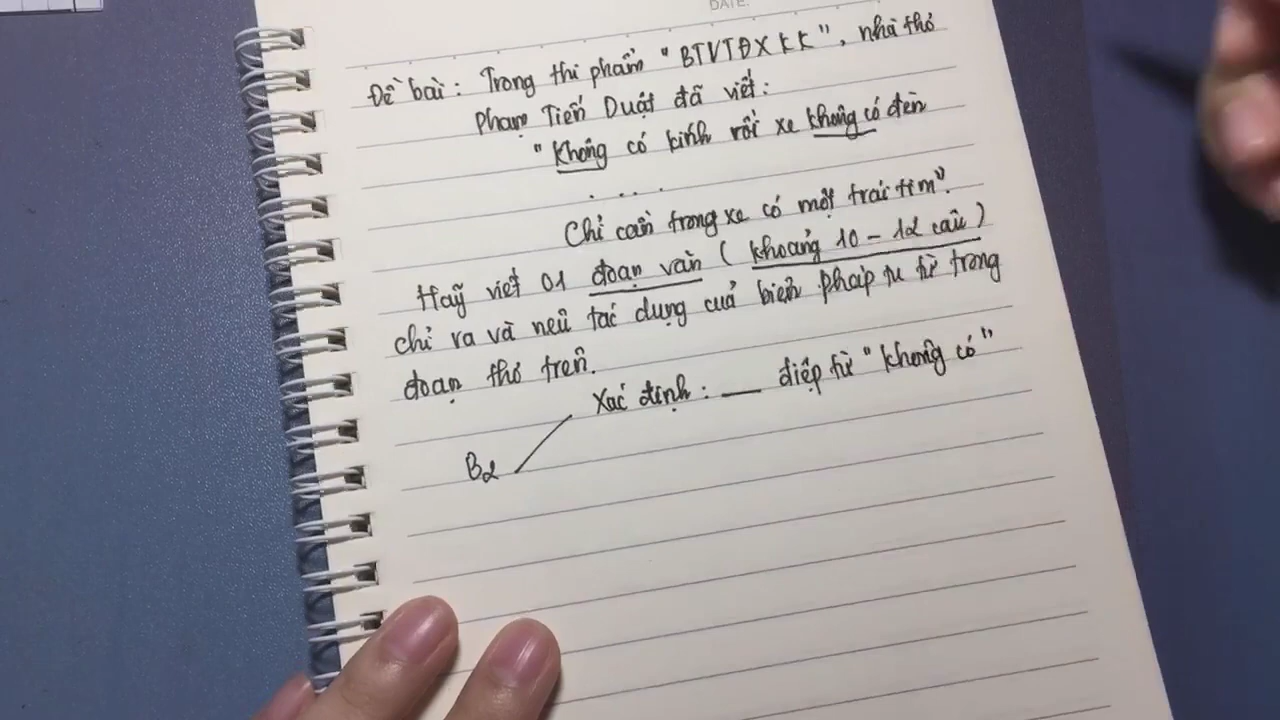 DATE:
Đề bài: Trong thi phẩm "BTVTĐXKK", nhà thơ
Phạm Tiến Duật đã viết:
"Không có kính rồi xe không có đèn
. . . .
Chỉ cần trong xe có một trái tim".
Hãy viết 01 đoạn văn (khoảng 10 - 12 câu)
chỉ ra và nêu tác dụng của biện pháp tu từ trong
đoạn thơ trên.
Xác định: __ điệp từ "không có"
B2